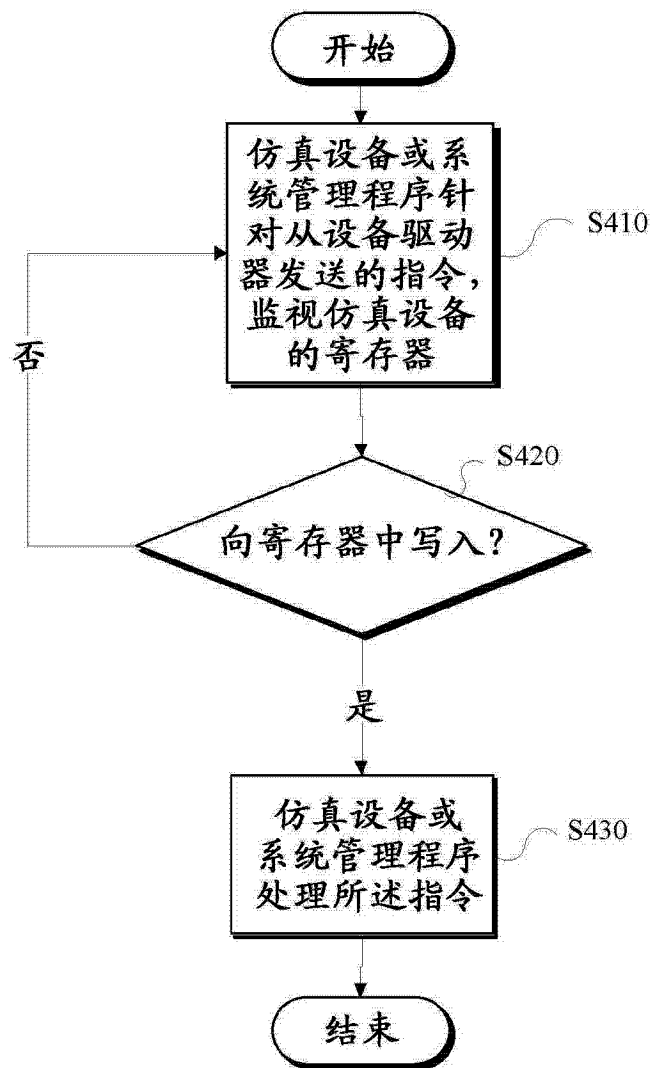 开始
仿真设备或系
统管理程序针
对从设备驱动
器发送的指令,
监视仿真设备
的寄存器
S410
否
S420
向寄存器中写入?
是
仿真设备或
系统管理程序
处理所述指令
S430
结束